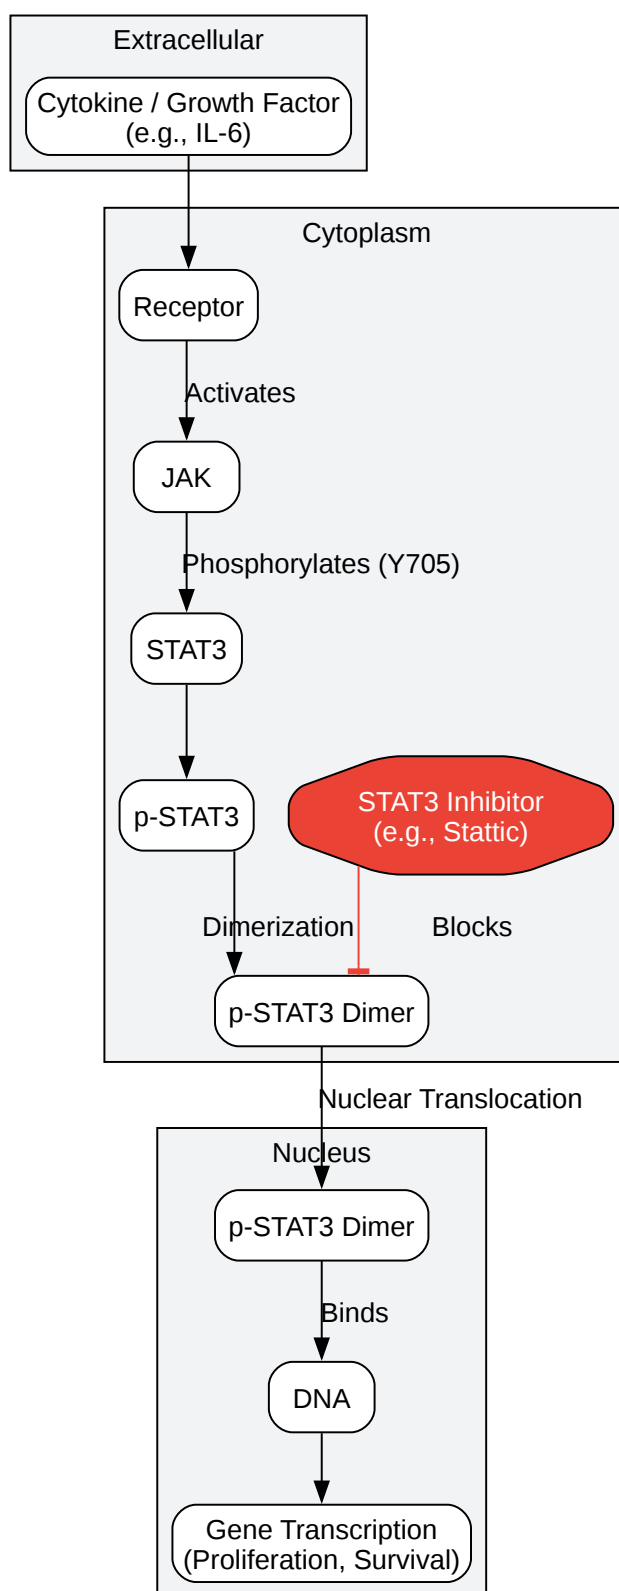 Extracellular
Cytokine / Growth Factor
(e.g., IL-6)
Cytoplasm
Receptor
Activates
JAK
Phosphorylates (Y705)
STAT3
p-STAT3
STAT3 Inhibitor
(e.g., Stattic)
Dimerization
Blocks
p-STAT3 Dimer
Nuclear Translocation
Nucleus
p-STAT3 Dimer
Binds
DNA
Gene Transcription
(Proliferation, Survival)